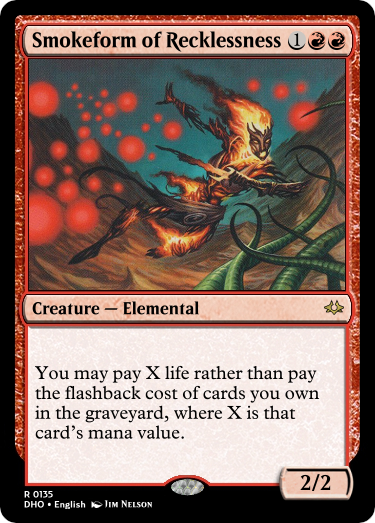 Smokeform of Recklessness 1
Creature — Elemental
You may pay X life rather than pay
the flashback cost of cards you own
in the graveyard, where X is that
card's mana value.
2/2
R 0135
DHO • English Jim Nelson